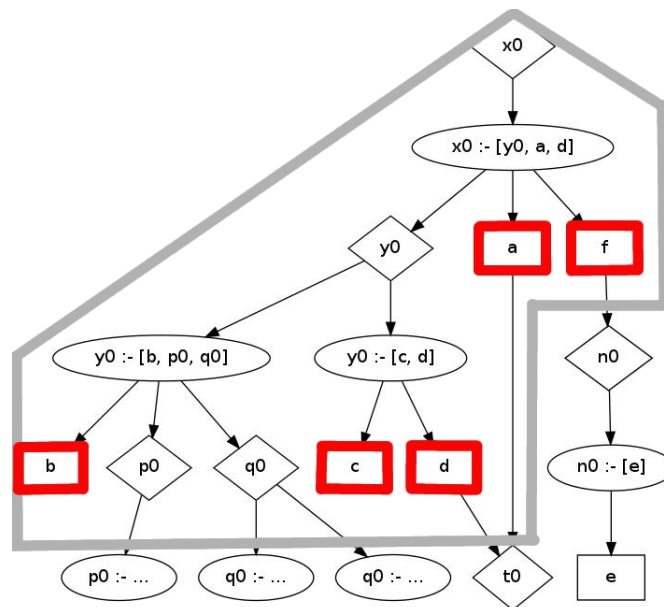 x0
x0 :- [y0, a, d]
y0
a
f
y0 :- [b, p0, q0]
y0 :- [c, d]
n0
b
p0
q0
c
d
n0 :- [e]
p0 :- ...
q0 :- ...
q0 :- ...
t0
e